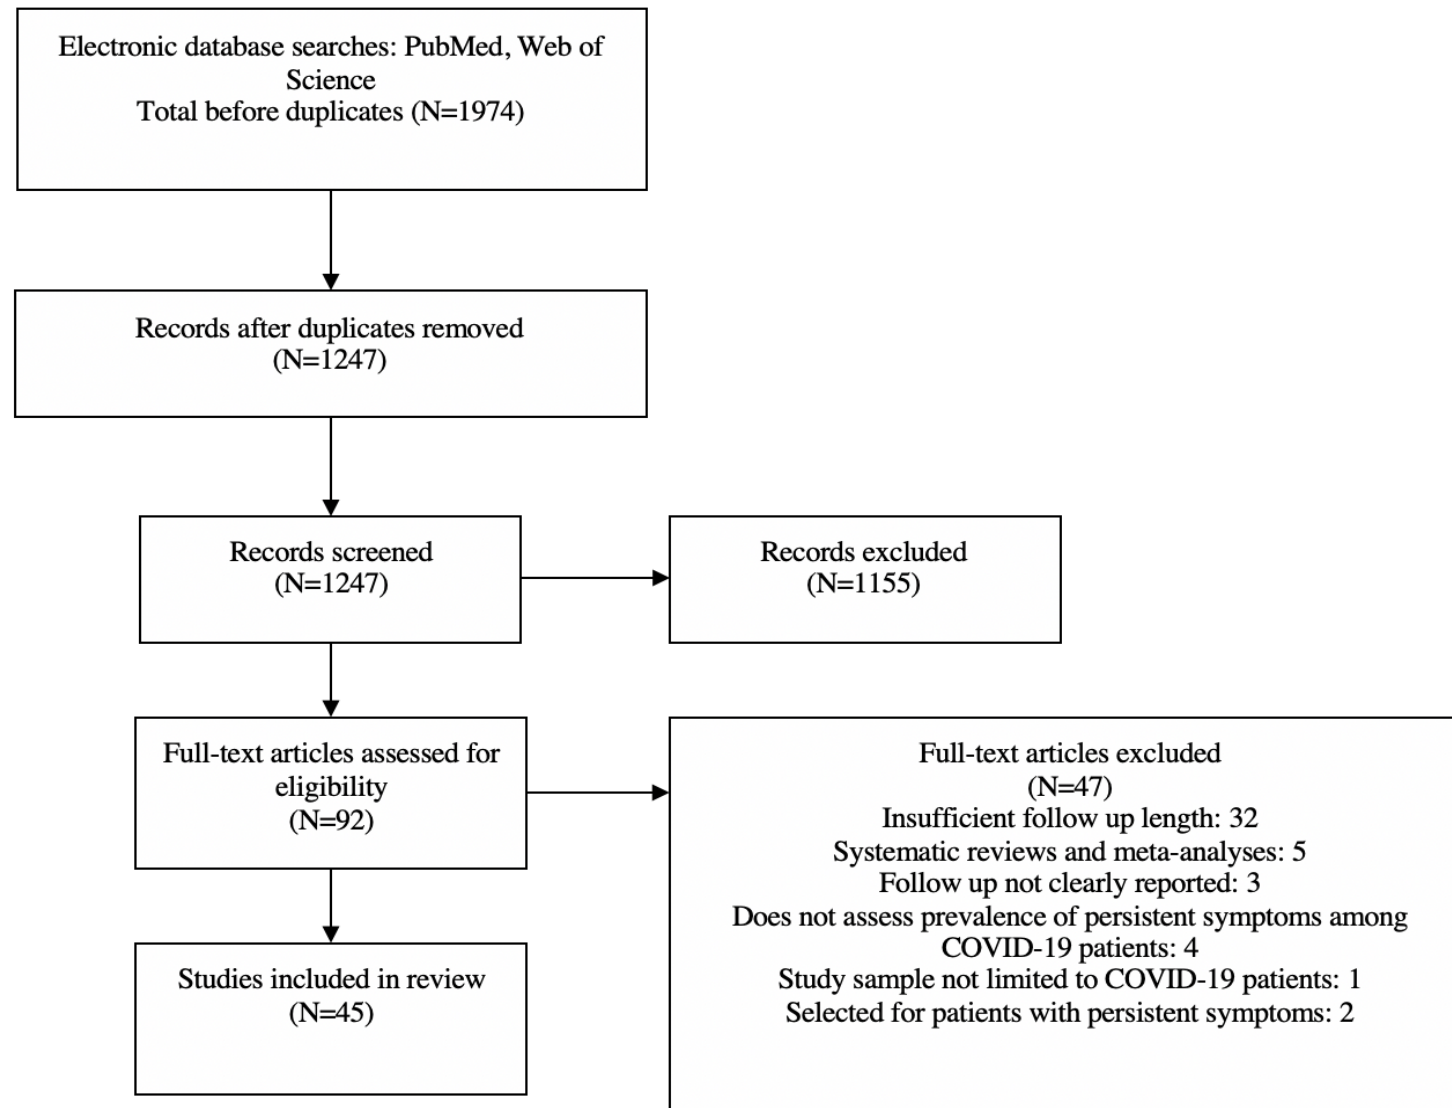 Electronic database searches: PubMed, Web of
Science
Total before duplicates (N=1974)
Records after duplicates removed
(N=1247)
Records screened
(N=1247)
Records excluded
(N=1155)
Full-text articles assessed for
eligibility
(N=92)
Full-text articles excluded
(N=47)
Insufficient follow up length: 32
Systematic reviews and meta-analyses: 5
Follow up not clearly reported: 3
Does not assess prevalence of persistent symptoms among
COVID-19 patients: 4
Study sample not limited to COVID-19 patients: 1
Selected for patients with persistent symptoms: 2
Studies included in review
(N=45)